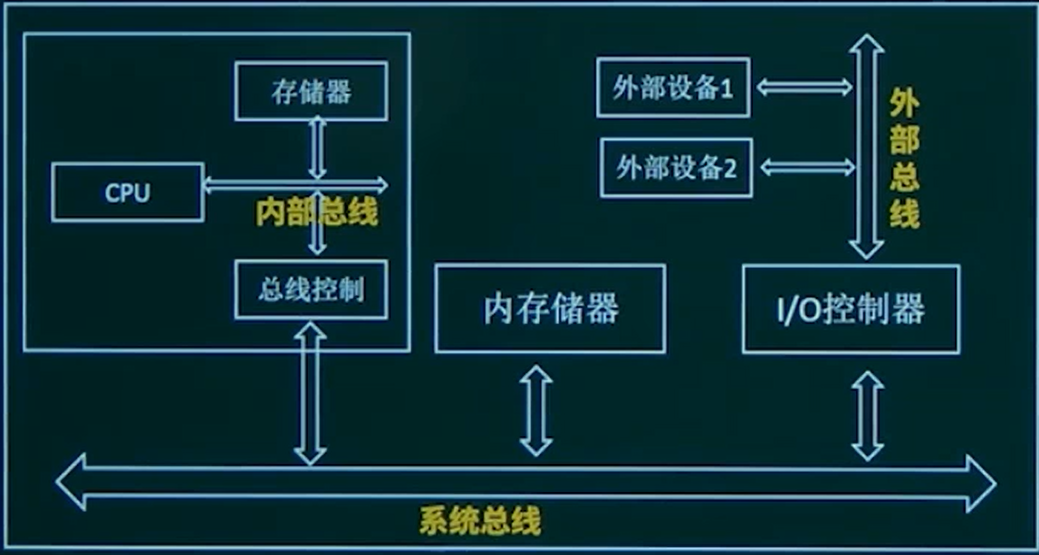 存储器
CPU
内部总线
总线控制
外部设备1
外部设备2
外部总线
内存储器
I/O控制器
系统总线